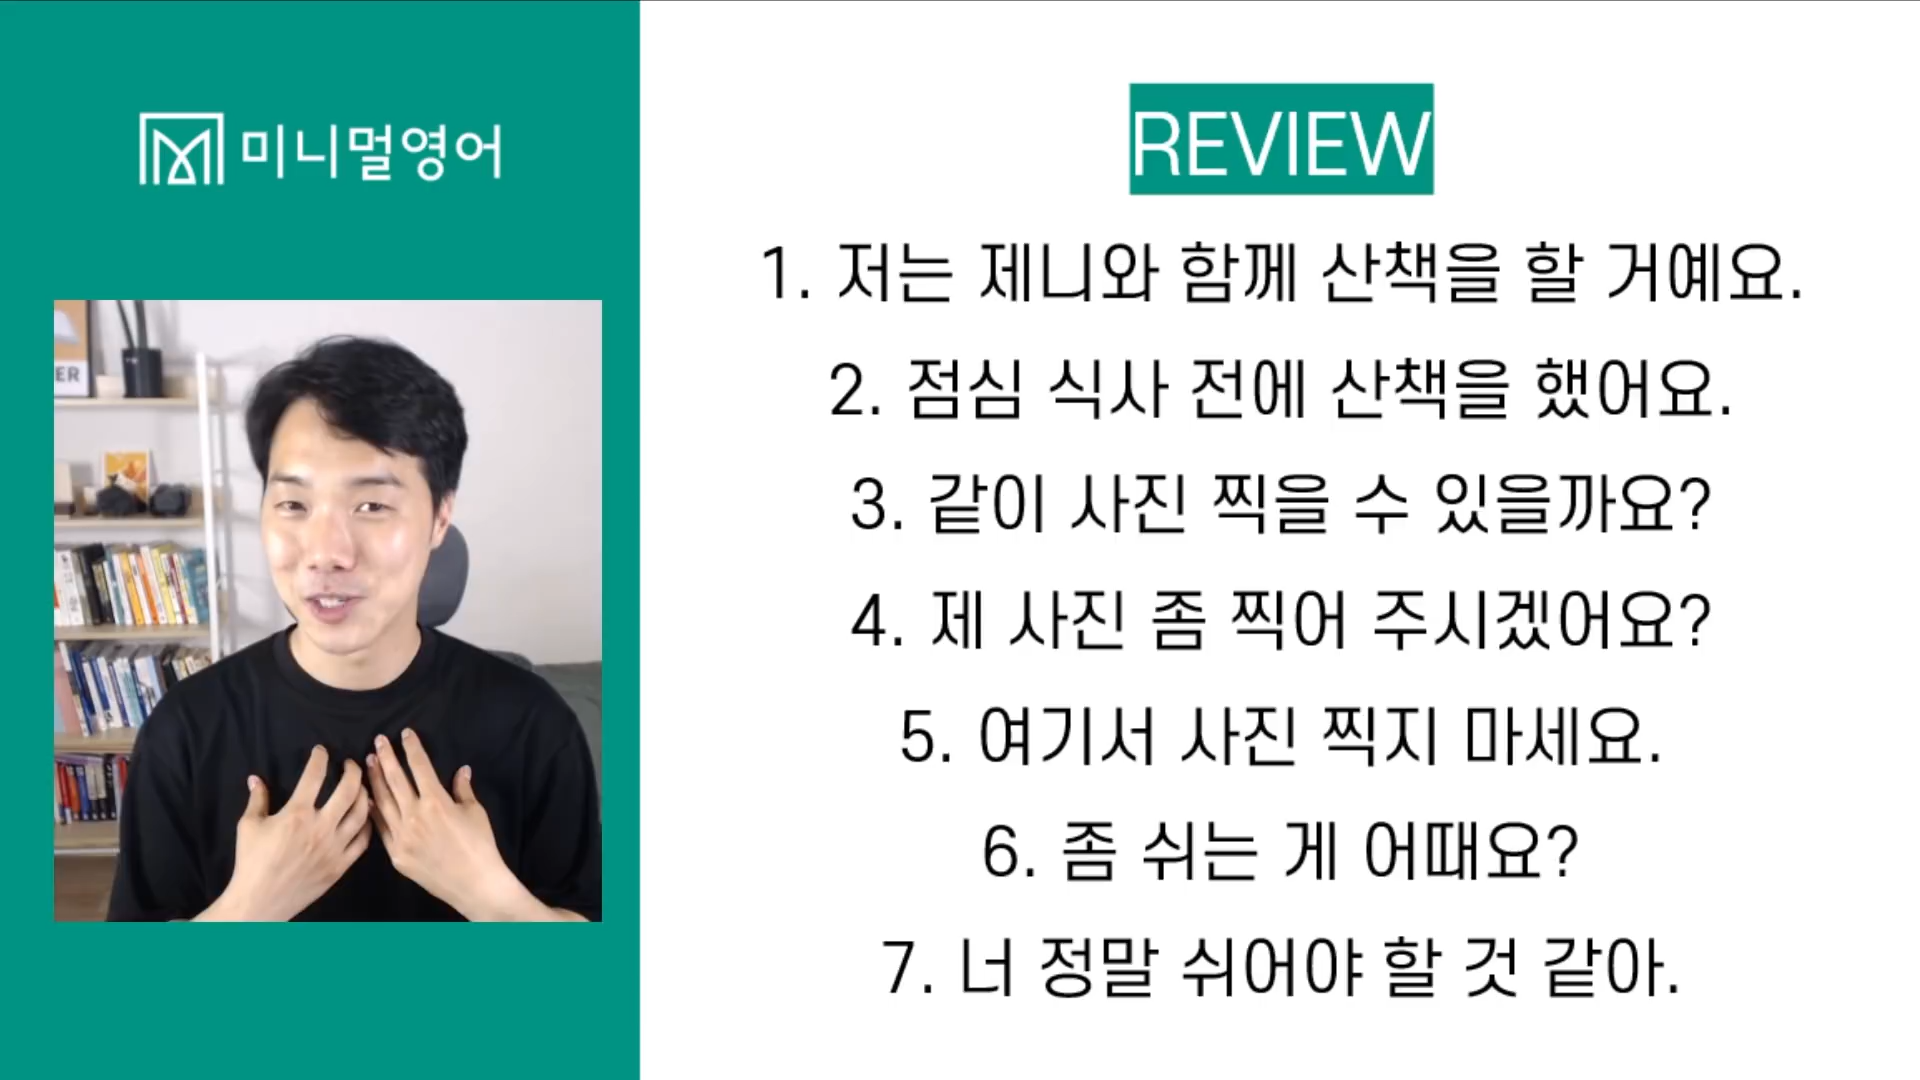 미니멀영어
REVIEW
1. 저는 제니와 함께 산책을 할 거예요.
2. 점심 식사 전에 산책을 했어요.
3. 같이 사진 찍을 수 있을까요?
4. 제 사진 좀 찍어 주시겠어요?
5. 여기서 사진 찍지 마세요.
6. 좀 쉬는 게 어때요?
7. 너 정말 쉬어야 할 것 같아.
ER